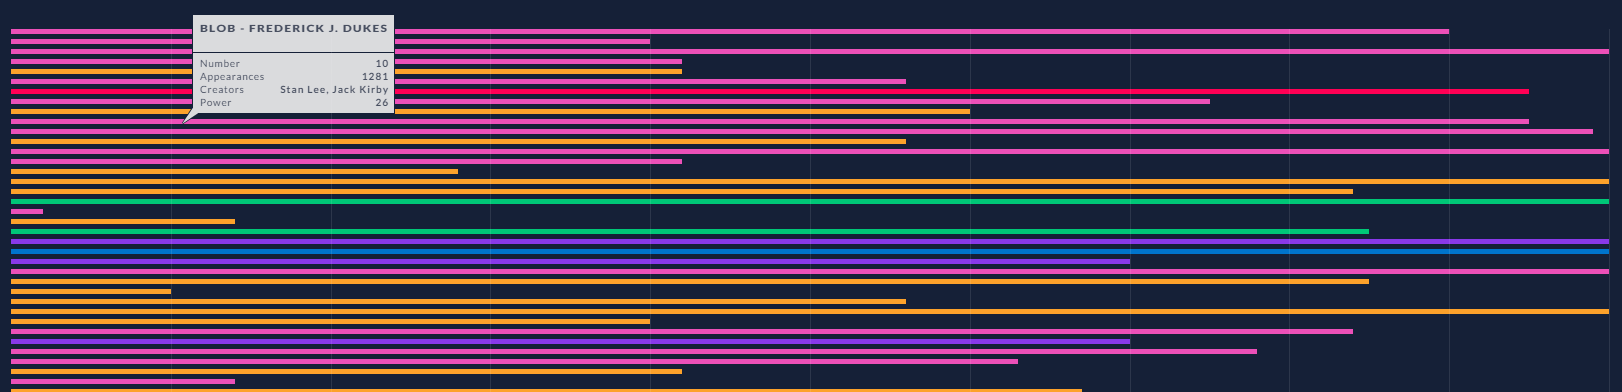 BLOB - FREDERICK J. DUKES
Number 10
Appearances 1281
Creators Stan Lee, Jack Kirby
Power 26